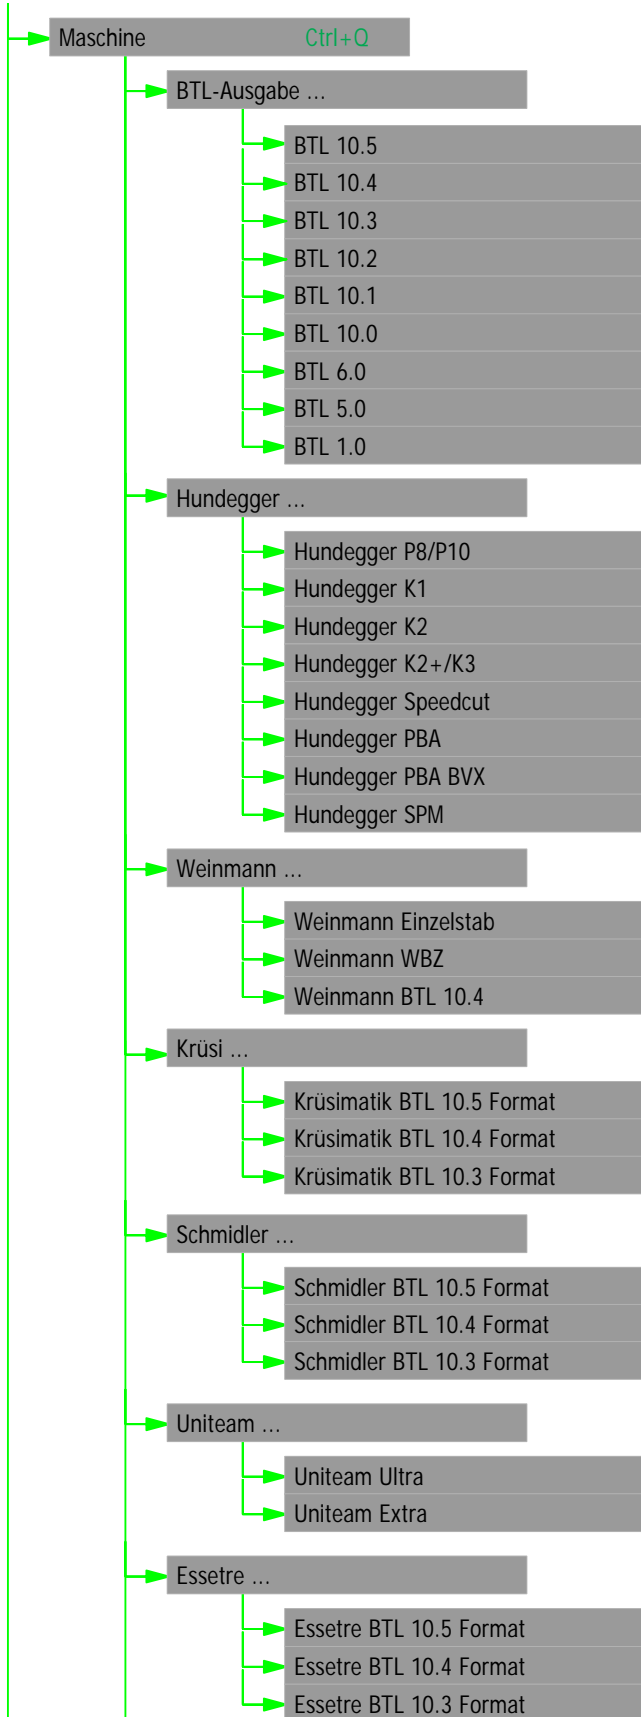 Maschine Ctrl+Q
BTL-Ausgabe ...
BTL 10.5
BTL 10.4
BTL 10.3
BTL 10.2
BTL 10.1
BTL 10.0
BTL 6.0
BTL 5.0
BTL 1.0
Hundegger ...
Hundegger P8/P10
Hundegger K1
Hundegger K2
Hundegger K2+/K3
Hundegger Speedcut
Hundegger PBA
Hundegger PBA BVX
Hundegger SPM
Weinmann ...
Weinmann Einzelstab
Weinmann WBZ
Weinmann BTL 10.4
Krüsi ...
Krüsimatik BTL 10.5 Format
Krüsimatik BTL 10.4 Format
Krüsimatik BTL 10.3 Format
Schmidler ...
Schmidler BTL 10.5 Format
Schmidler BTL 10.4 Format
Schmidler BTL 10.3 Format
Uniteam ...
Uniteam Ultra
Uniteam Extra
Essetre ...
Essetre BTL 10.5 Format
Essetre BTL 10.4 Format
Essetre BTL 10.3 Format